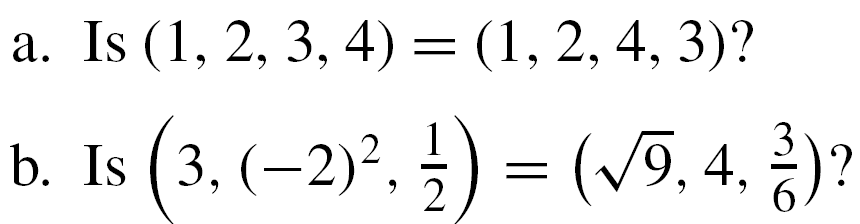 a. Is (1, 2, 3, 4) = (1, 2, 4, 3)?
b. Is (3, (−2)², 1/2) = (√9, 4, 3/6)?